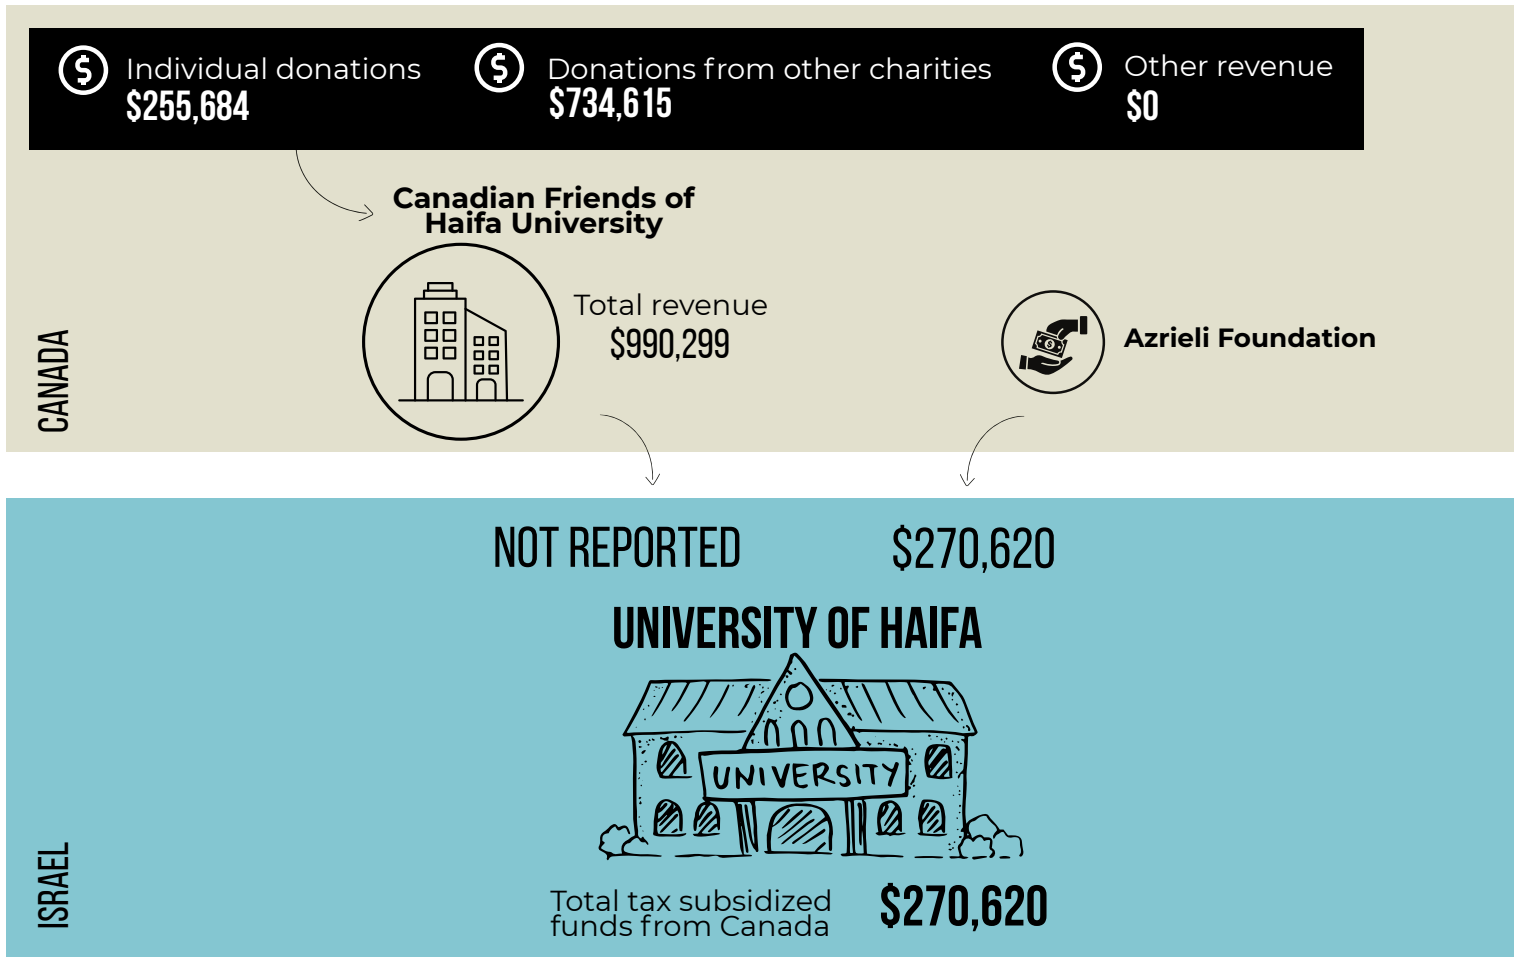 Individual donations
$255,684
Donations from other charities
$734,615
Other revenue
$0
Canadian Friends of
Haifa University
Total revenue
$990,299
Azrieli Foundation
CANADA
NOT REPORTED
$270,620
UNIVERSITY OF HAIFA
UNIVERSITY
Total tax subsidized
funds from Canada
$270,620
ISRAEL